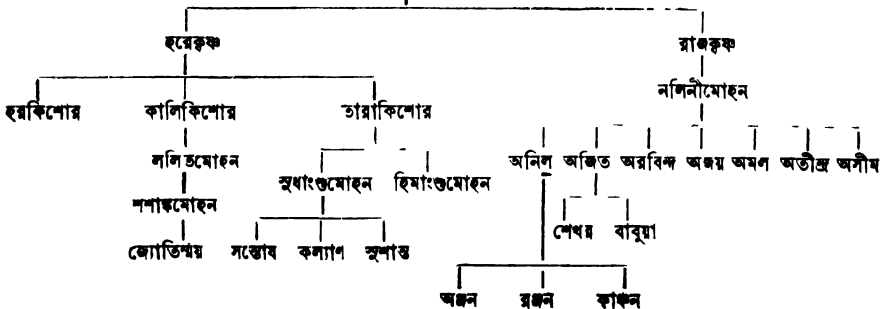 হরেকৃষ্ণ রাজকৃষ্ণ
নলিনীমোহন
হরকিশোর কালিকিশোর তারাকিশোর
ললিতমোহন অনিল অজিত অরবিন্দ অজয় অমল অতীন্দ্র অসীম
সুধাংশুমোহন হিমাংশুমোহন
শশাঙ্কমোহন
শেখর বাবুয়া
জ্যোতিন্ময় সন্তোষ কল্যাণ সুশান্ত
অঞ্জন রঞ্জন কাঞ্চন